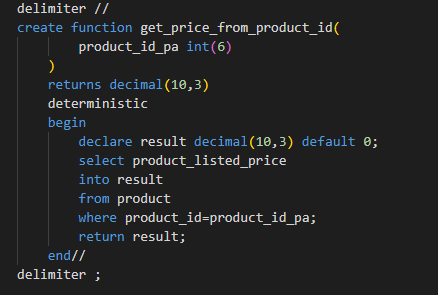 delimiter //
create function get_price_from_product_id(
        product_id_pa int(6)
    )
    returns decimal(10,3)
    deterministic
    begin
        declare result decimal(10,3) default 0;
        select product_listed_price
        into result
        from product
        where product_id=product_id_pa;
        return result;
    end//
delimiter ;